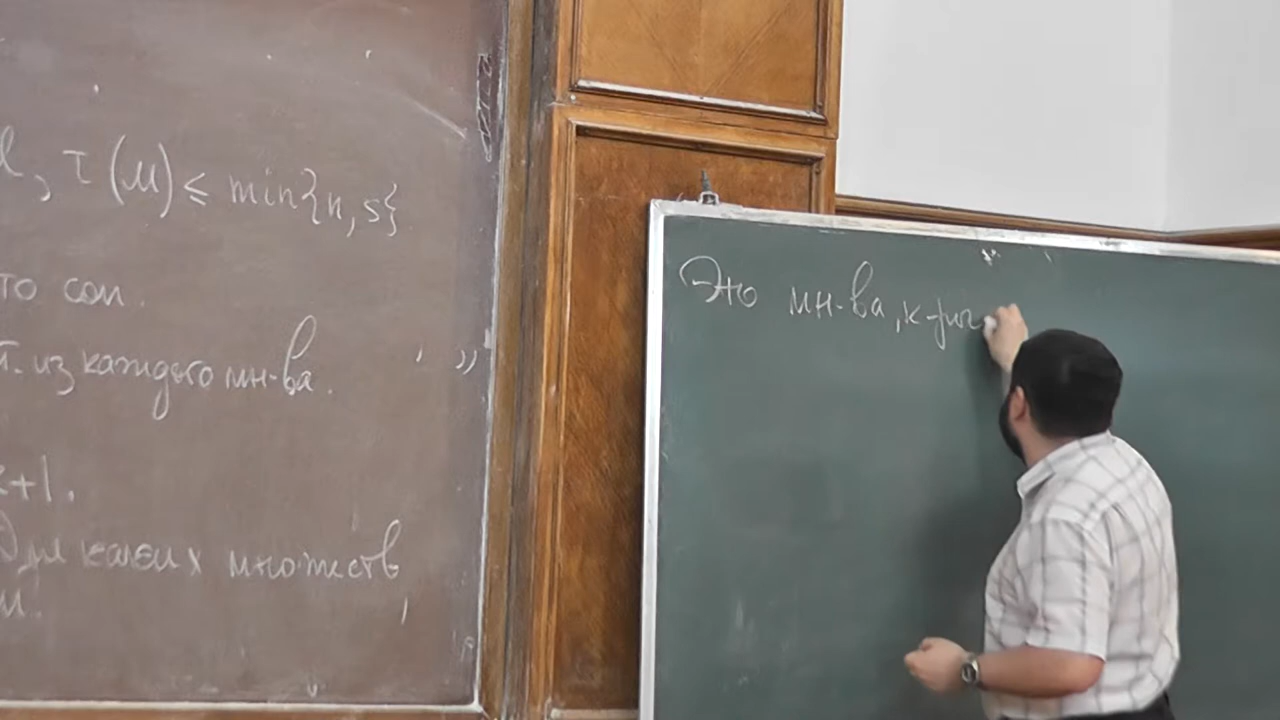 , τ(M) ≤ min{n,s}
то сол.
из каждого мн-ва.
+1.
Для каких множеств
м.
Это мн-ва, к-рые